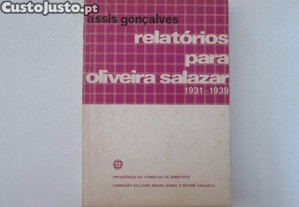 Custojusto.pt
assis gonçalves
relatórios
para
oliveira salazar
1931-1939
PRESIDÊNCIA DO CONSELHO DE MINISTROS
COMISSÃO DO LIVRO NEGRO SOBRE O REGIME FASCISTA